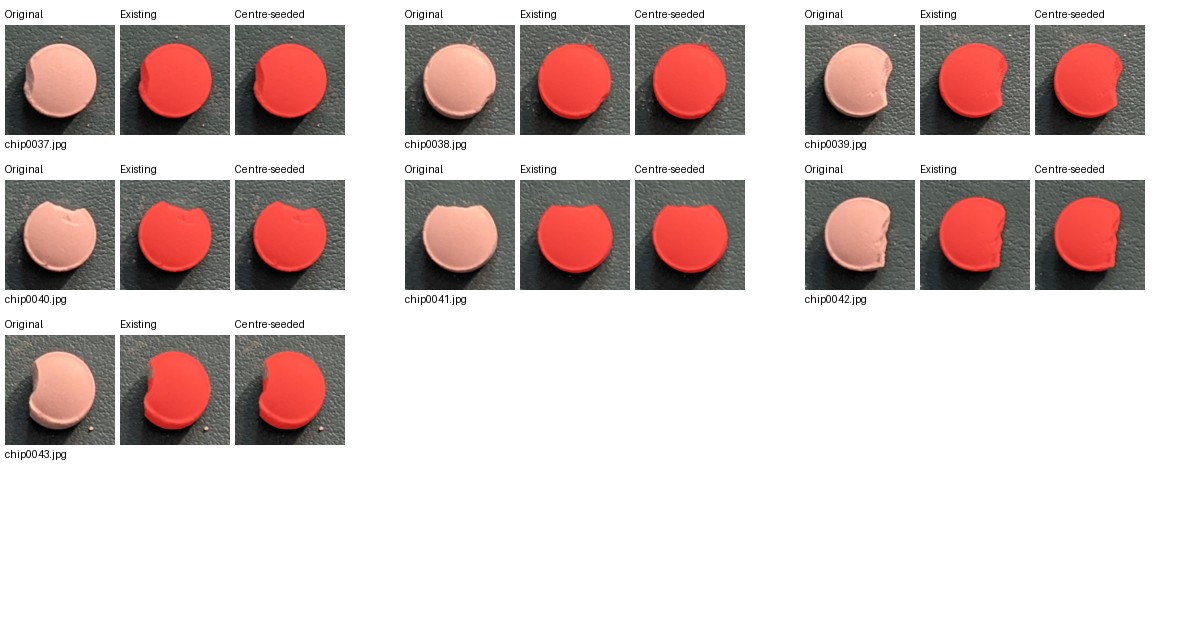 Original Existing Centre-seeded Original Existing Centre-seeded Original Existing Centre-seeded
chip0037.jpg chip0038.jpg chip0039.jpg
Original Existing Centre-seeded Original Existing Centre-seeded Original Existing Centre-seeded
chip0040.jpg chip0041.jpg chip0042.jpg
Original Existing Centre-seeded
chip0043.jpg